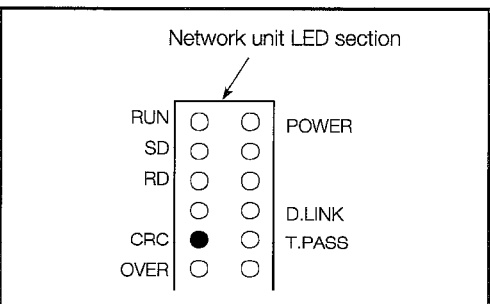 Network unit LED section
RUN POWER
SD
RD
D.LINK
CRC T.PASS
OVER